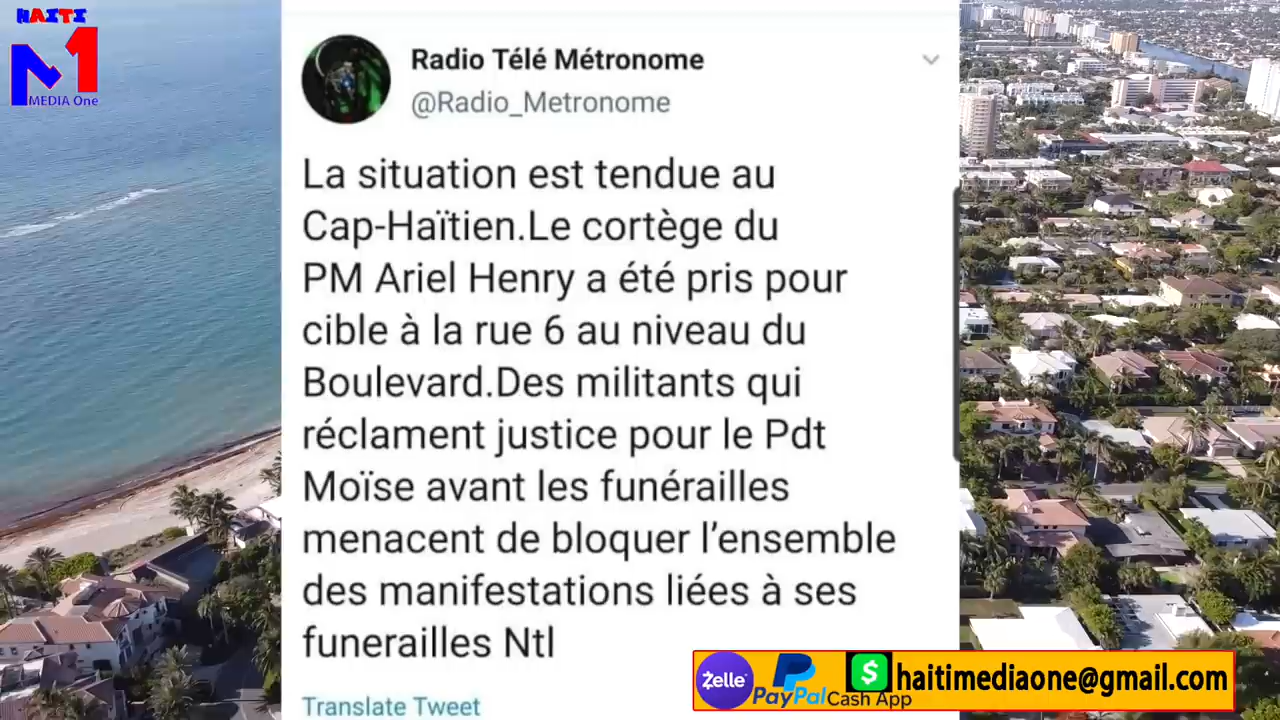 HAITI
M1
MEDIA One
Radio Télé Métronome
@Radio_Metronome
La situation est tendue au
Cap-Haïtien.Le cortège du
PM Ariel Henry a été pris pour
cible à la rue 6 au niveau du
Boulevard.Des militants qui
réclament justice pour le Pdt
Moïse avant les funérailles
menacent de bloquer l’ensemble
des manifestations liées à ses
funerailles Ntl
Translate Tweet
Zelle PayPal $ Cash App haitimediaone@gmail.com